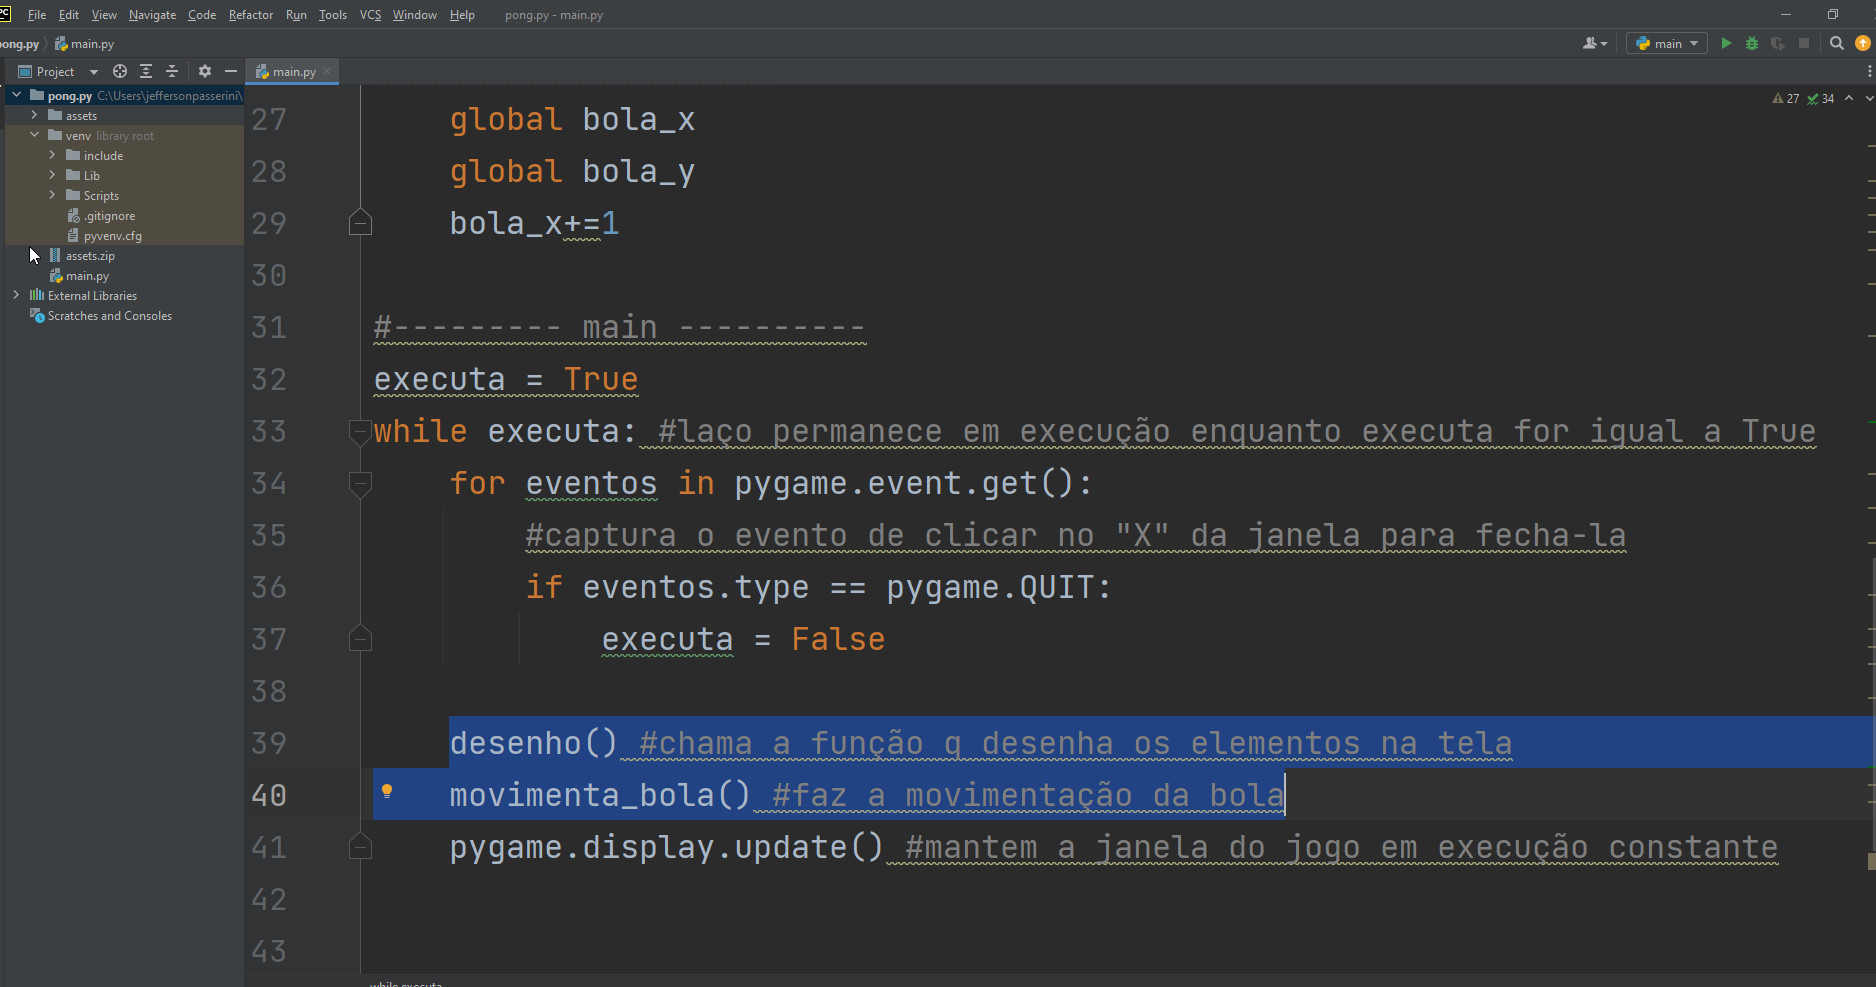 PC File Edit View Navigate Code Refactor Run Tools VCS Window Help pong.py - main.py
pong.py main.py main
Project main.py
pong.py C:\Users\jeffersonpasserini\
assets
venv library root
include
Lib
Scripts
.gitignore
pyvenv.cfg
assets.zip
main.py
External Libraries
Scratches and Consoles
27 34
27 global bola_x
28 global bola_y
29 bola_x+=1
30
31 #--------- main ----------
32 executa = True
33 while executa: #laço permanece em execução enquanto executa for igual a True
34 for eventos in pygame.event.get():
35 #captura o evento de clicar no "X" da janela para fecha-la
36 if eventos.type == pygame.QUIT:
37 executa = False
38
39 desenho() #chama a função q desenha os elementos na tela
40 movimenta_bola() #faz a movimentação da bola
41 pygame.display.update() #mantem a janela do jogo em execução constante
42
43
while executa